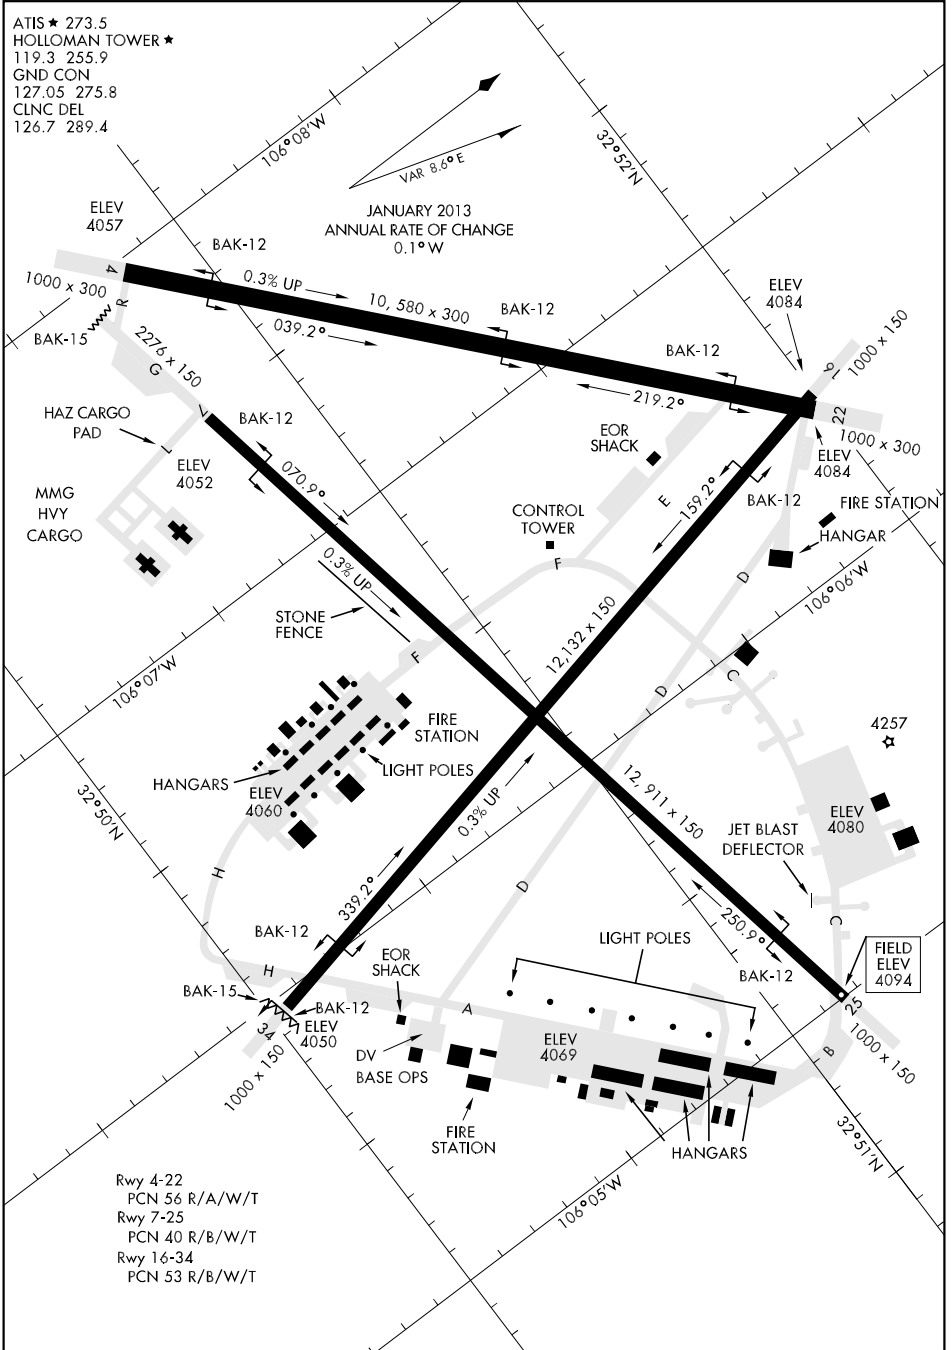 ATIS ★ 273.5
HOLLOMAN TOWER ★
119.3 255.9
GND CON
127.05 275.8
CLNC DEL
126.7 289.4
106°08'W
32°52'N
VAR 8.6° E
JANUARY 2013
ANNUAL RATE OF CHANGE
0.1° W
ELEV
4057
BAK-12
4
1000 x 300
R
BAK-15
0.3% UP
10,580 x 300
039.2°
BAK-12
BAK-12
219.2°
ELEV
4084
16
1000 x 150
22
1000 x 300
ELEV
4084
2276 x 150
G
7
HAZ CARGO
PAD
ELEV
4052
MMG
HVY
CARGO
BAK-12
070.9°
0.3% UP
STONE
FENCE
EOR
SHACK
E
159.2°
BAK-12
CONTROL
TOWER
F
FIRE STATION
HANGAR
D
106°06'W
12,132 x 150
106°07'W
F
D
C
FIRE
STATION
LIGHT POLES
HANGARS
ELEV
4060
32°50'N
0.3% UP
12,911 x 150
4257
ELEV
4080
JET BLAST
DEFLECTOR
H
339.2°
D
250.9°
C
BAK-12
LIGHT POLES
BAK-12
FIELD
ELEV
4094
H
EOR
SHACK
BAK-15
BAK-12
ELEV
4050
34
1000 x 150
A
DV
BASE OPS
ELEV
4069
25
B
1000 x 150
FIRE
STATION
HANGARS
32°51'N
106°05'W
Rwy 4-22
PCN 56 R/A/W/T
Rwy 7-25
PCN 40 R/B/W/T
Rwy 16-34
PCN 53 R/B/W/T